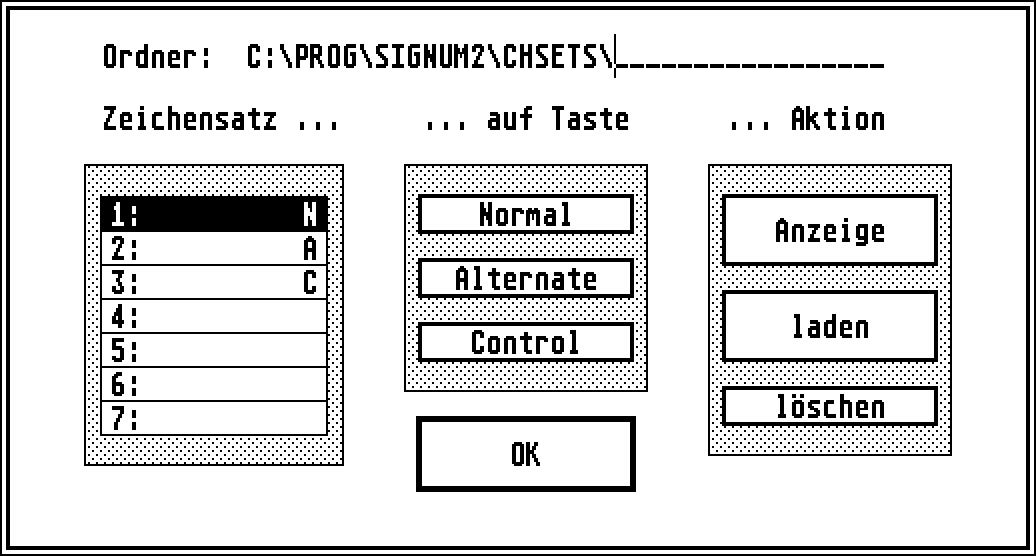 Ordner: C:\PROG\SIGNUM2\CHSETS\_________________
Zeichensatz ... ... auf Taste ... Aktion
1: N
2: A
3: C
4:
5:
6:
7:
Normal
Alternate
Control
OK
Anzeige
laden
löschen